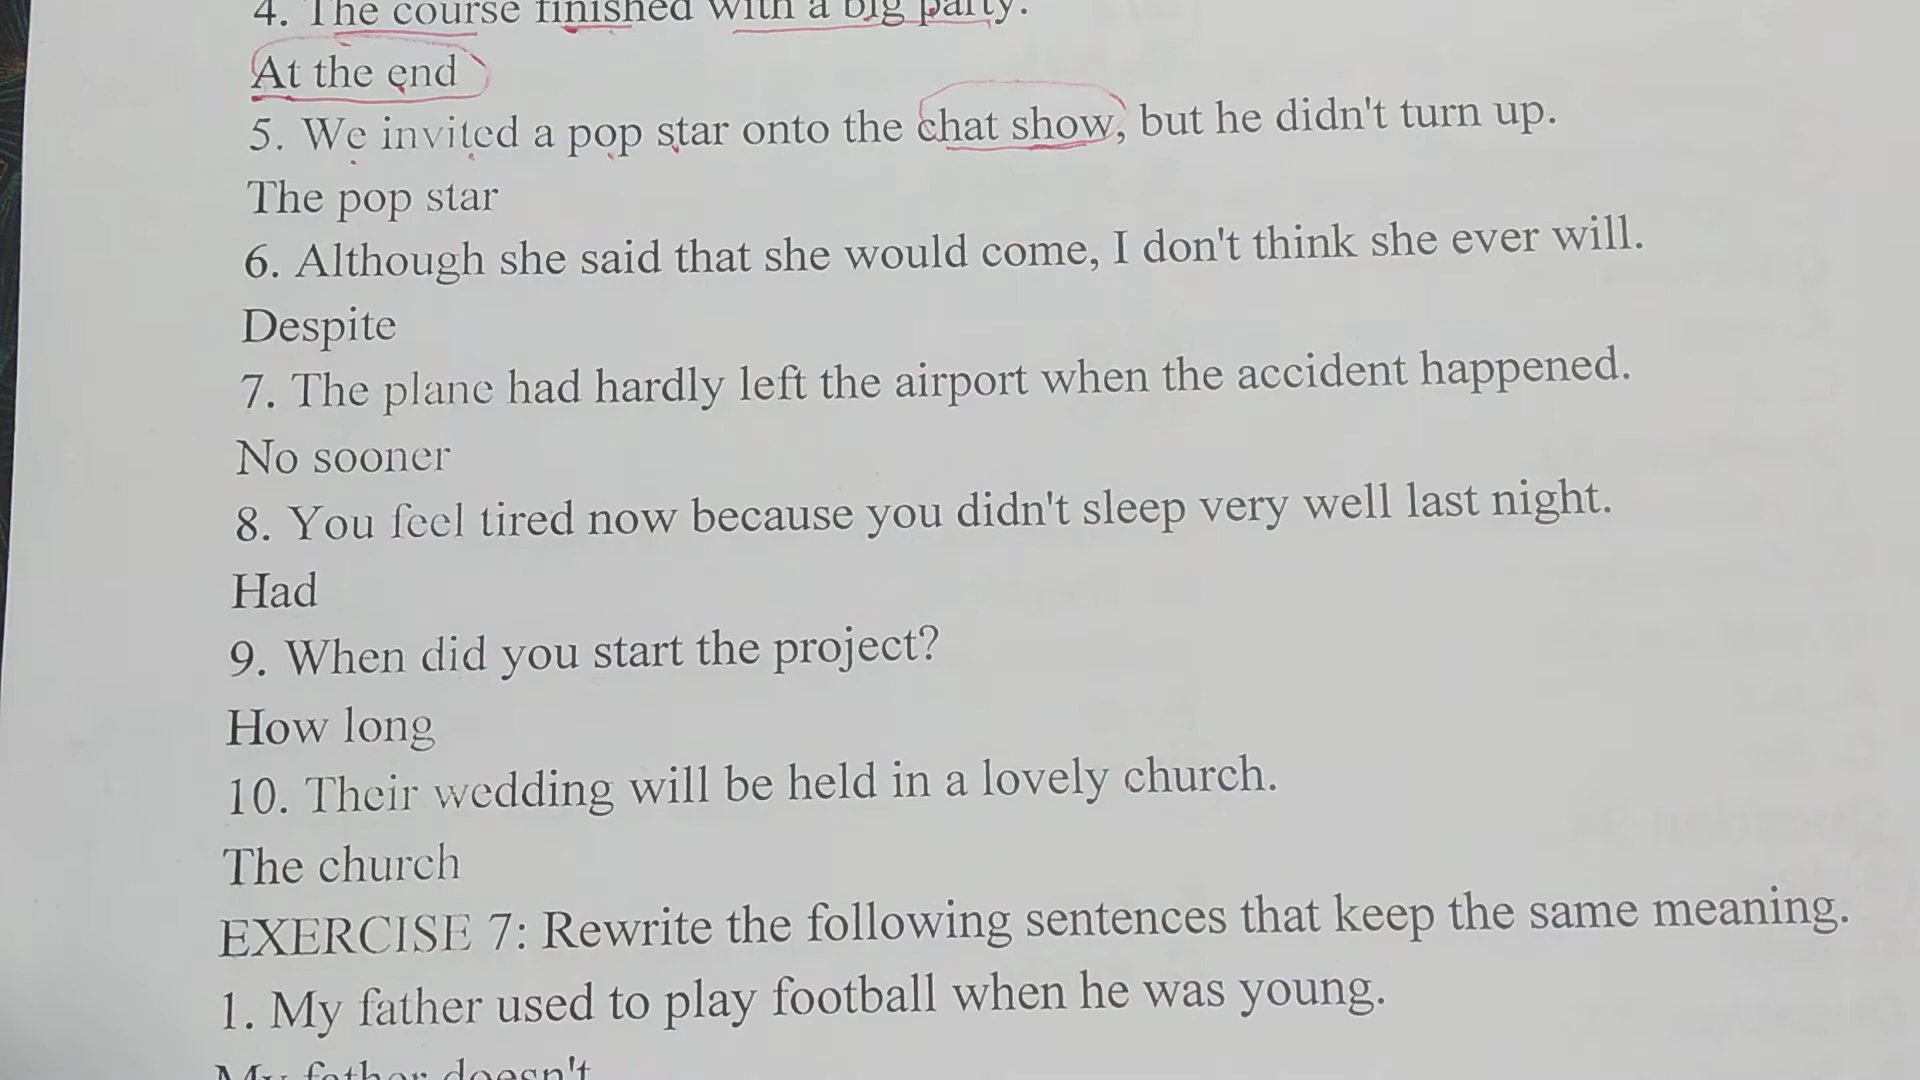 4. The course finished with a big party.
At the end
5. We invited a pop star onto the chat show, but he didn't turn up.
The pop star
6. Although she said that she would come, I don't think she ever will.
Despite
7. The plane had hardly left the airport when the accident happened.
No sooner
8. You feel tired now because you didn't sleep very well last night.
Had
9. When did you start the project?
How long
10. Their wedding will be held in a lovely church.
The church
EXERCISE 7: Rewrite the following sentences that keep the same meaning.
1. My father used to play football when he was young.
My father doesn't